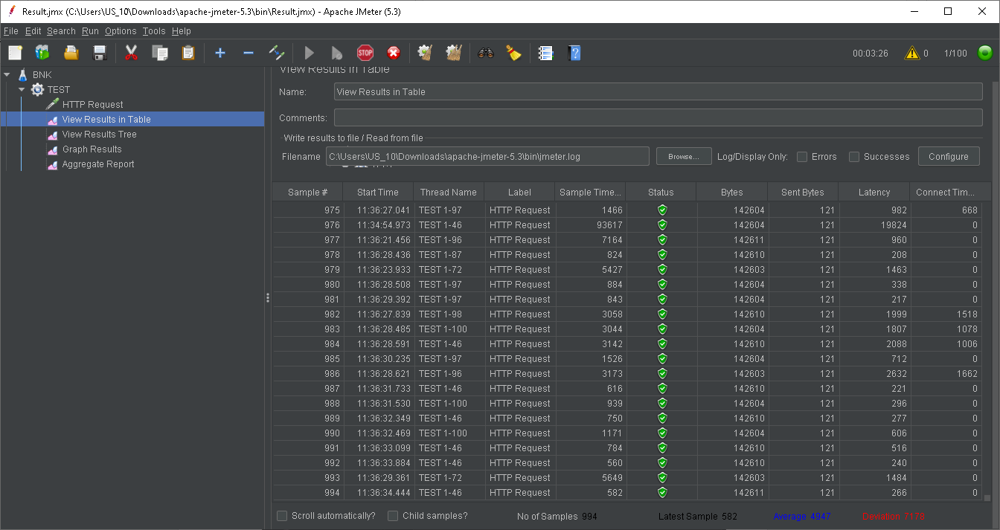 Result.jmx (C:\Users\US_10\Downloads\apache-jmeter-5.3\bin\Result.jmx) - Apache JMeter (5.3)
File Edit Search Run Options Tools Help
STOP 00:03:26 0 1/100
BNK
TEST
HTTP Request
View Results in Table
View Results Tree
Graph Results
Aggregate Report
View Results in Table
Name: View Results in Table
Comments:
Write results to file / Read from file
Filename C:\Users\US_10\Downloads\apache-jmeter-5.3\bin\jmeter.log Browse... Log/Display Only: Errors Successes Configure
Sample # Start Time Thread Name Label Sample Time... Status Bytes Sent Bytes Latency Connect Tim...
975 11:36:27.041 TEST 1-97 HTTP Request 1466 142604 121 982 668
976 11:34:54.973 TEST 1-46 HTTP Request 93617 142604 121 19824 0
977 11:36:21.456 TEST 1-96 HTTP Request 7164 142611 121 960 0
978 11:36:28.436 TEST 1-87 HTTP Request 824 142610 121 208 0
979 11:36:23.933 TEST 1-72 HTTP Request 5427 142603 121 1463 0
980 11:36:28.508 TEST 1-97 HTTP Request 884 142604 121 338 0
981 11:36:29.392 TEST 1-97 HTTP Request 843 142604 121 217 0
982 11:36:27.839 TEST 1-98 HTTP Request 3058 142610 121 1999 1518
983 11:36:28.485 TEST 1-100 HTTP Request 3044 142604 121 1807 1078
984 11:36:28.591 TEST 1-46 HTTP Request 3142 142610 121 2088 1006
985 11:36:30.235 TEST 1-97 HTTP Request 1526 142604 121 712 0
986 11:36:28.621 TEST 1-96 HTTP Request 3173 142603 121 2632 1662
987 11:36:31.733 TEST 1-46 HTTP Request 616 142610 121 221 0
988 11:36:31.530 TEST 1-100 HTTP Request 939 142604 121 296 0
989 11:36:32.349 TEST 1-46 HTTP Request 750 142610 121 277 0
990 11:36:32.469 TEST 1-100 HTTP Request 1171 142604 121 606 0
991 11:36:33.099 TEST 1-46 HTTP Request 784 142610 121 516 0
992 11:36:33.884 TEST 1-46 HTTP Request 560 142610 121 240 0
993 11:36:29.361 TEST 1-72 HTTP Request 5649 142603 121 1484 0
994 11:36:34.444 TEST 1-46 HTTP Request 582 142611 121 266 0
Scroll automatically? Child samples? No of Samples 994 Latest Sample 582 Average 4947 Deviation 7178